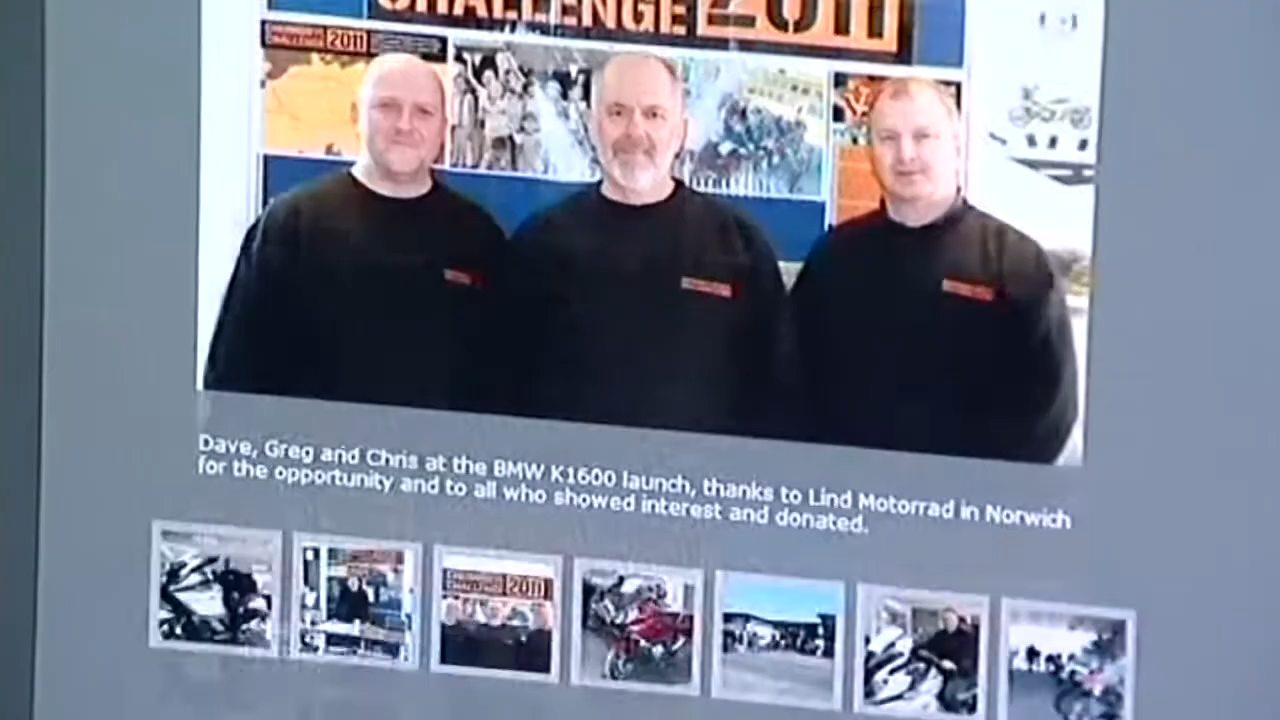 CHALLENGE 2011
2011
Dave, Greg and Chris at the BMW K1600 launch, thanks to Lind Motorrad in Norwich
for the opportunity and to all who showed interest and donated.
CHALLENGE 2011